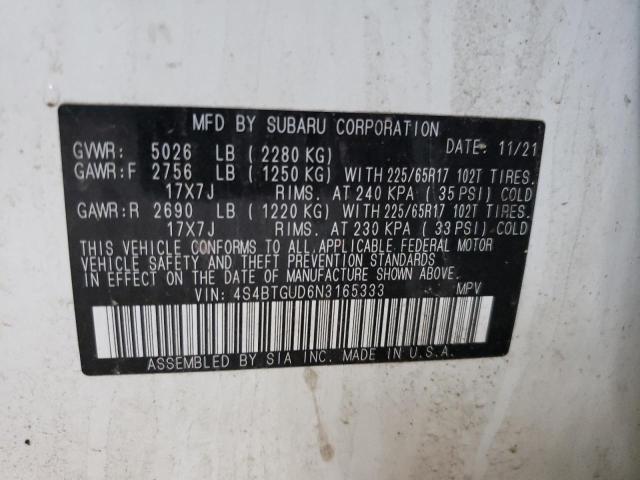 MFD BY SUBARU CORPORATION
DATE: 11/21
GVWR: 5026 LB ( 2280 KG)
GAWR:F 2756 LB ( 1250 KG) WITH 225/65R17 102T TIRES.
17X7J RIMS. AT 240 KPA ( 35 PSI) COLD
GAWR:R 2690 LB ( 1220 KG) WITH 225/65R17 102T TIRES.
17X7J RIMS. AT 230 KPA ( 33 PSI) COLD
THIS VEHICLE CONFORMS TO ALL APPLICABLE FEDERAL MOTOR
VEHICLE SAFETY AND THEFT PREVENTION STANDARDS
IN EFFECT ON THE DATE OF MANUFACTURE SHOWN ABOVE.
VIN: 4S4BTGUD6N3165333 MPV
ASSEMBLED BY SIA INC. MADE IN U.S.A.